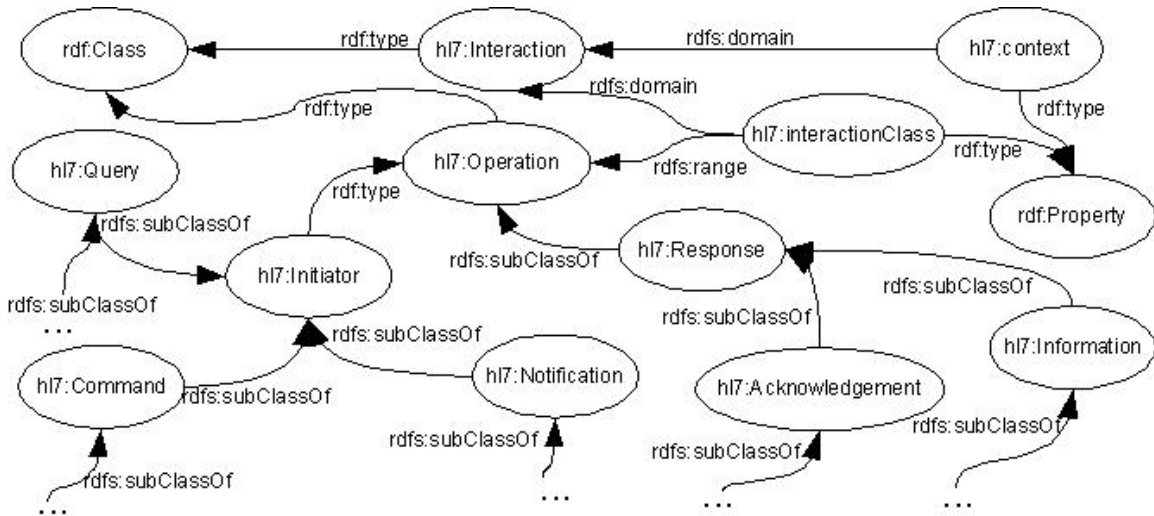 rdf:Class
rdf:type
hl7:Interaction
rdfs:domain
hl7:context
rdfs:domain
rdf:type
rdf:type
hl7:interactionClass
rdf:type
hl7:Query
hl7:Operation
rdfs:range
rdf:type
rdf:Property
rdfs:subClassOf
hl7:Initiator
rdfs:subClassOf
hl7:Response
rdfs:subClassOf
rdfs:subClassOf
...
rdfs:subClassOf
rdfs:subClassOf
hl7:Information
hl7:Command
rdfs:subClassOf
hl7:Notification
hl7:Acknowledgement
rdfs:subClassOf
rdfs:subClassOf
rdfs:subClassOf
rdfs:subClassOf
...
...
...
...